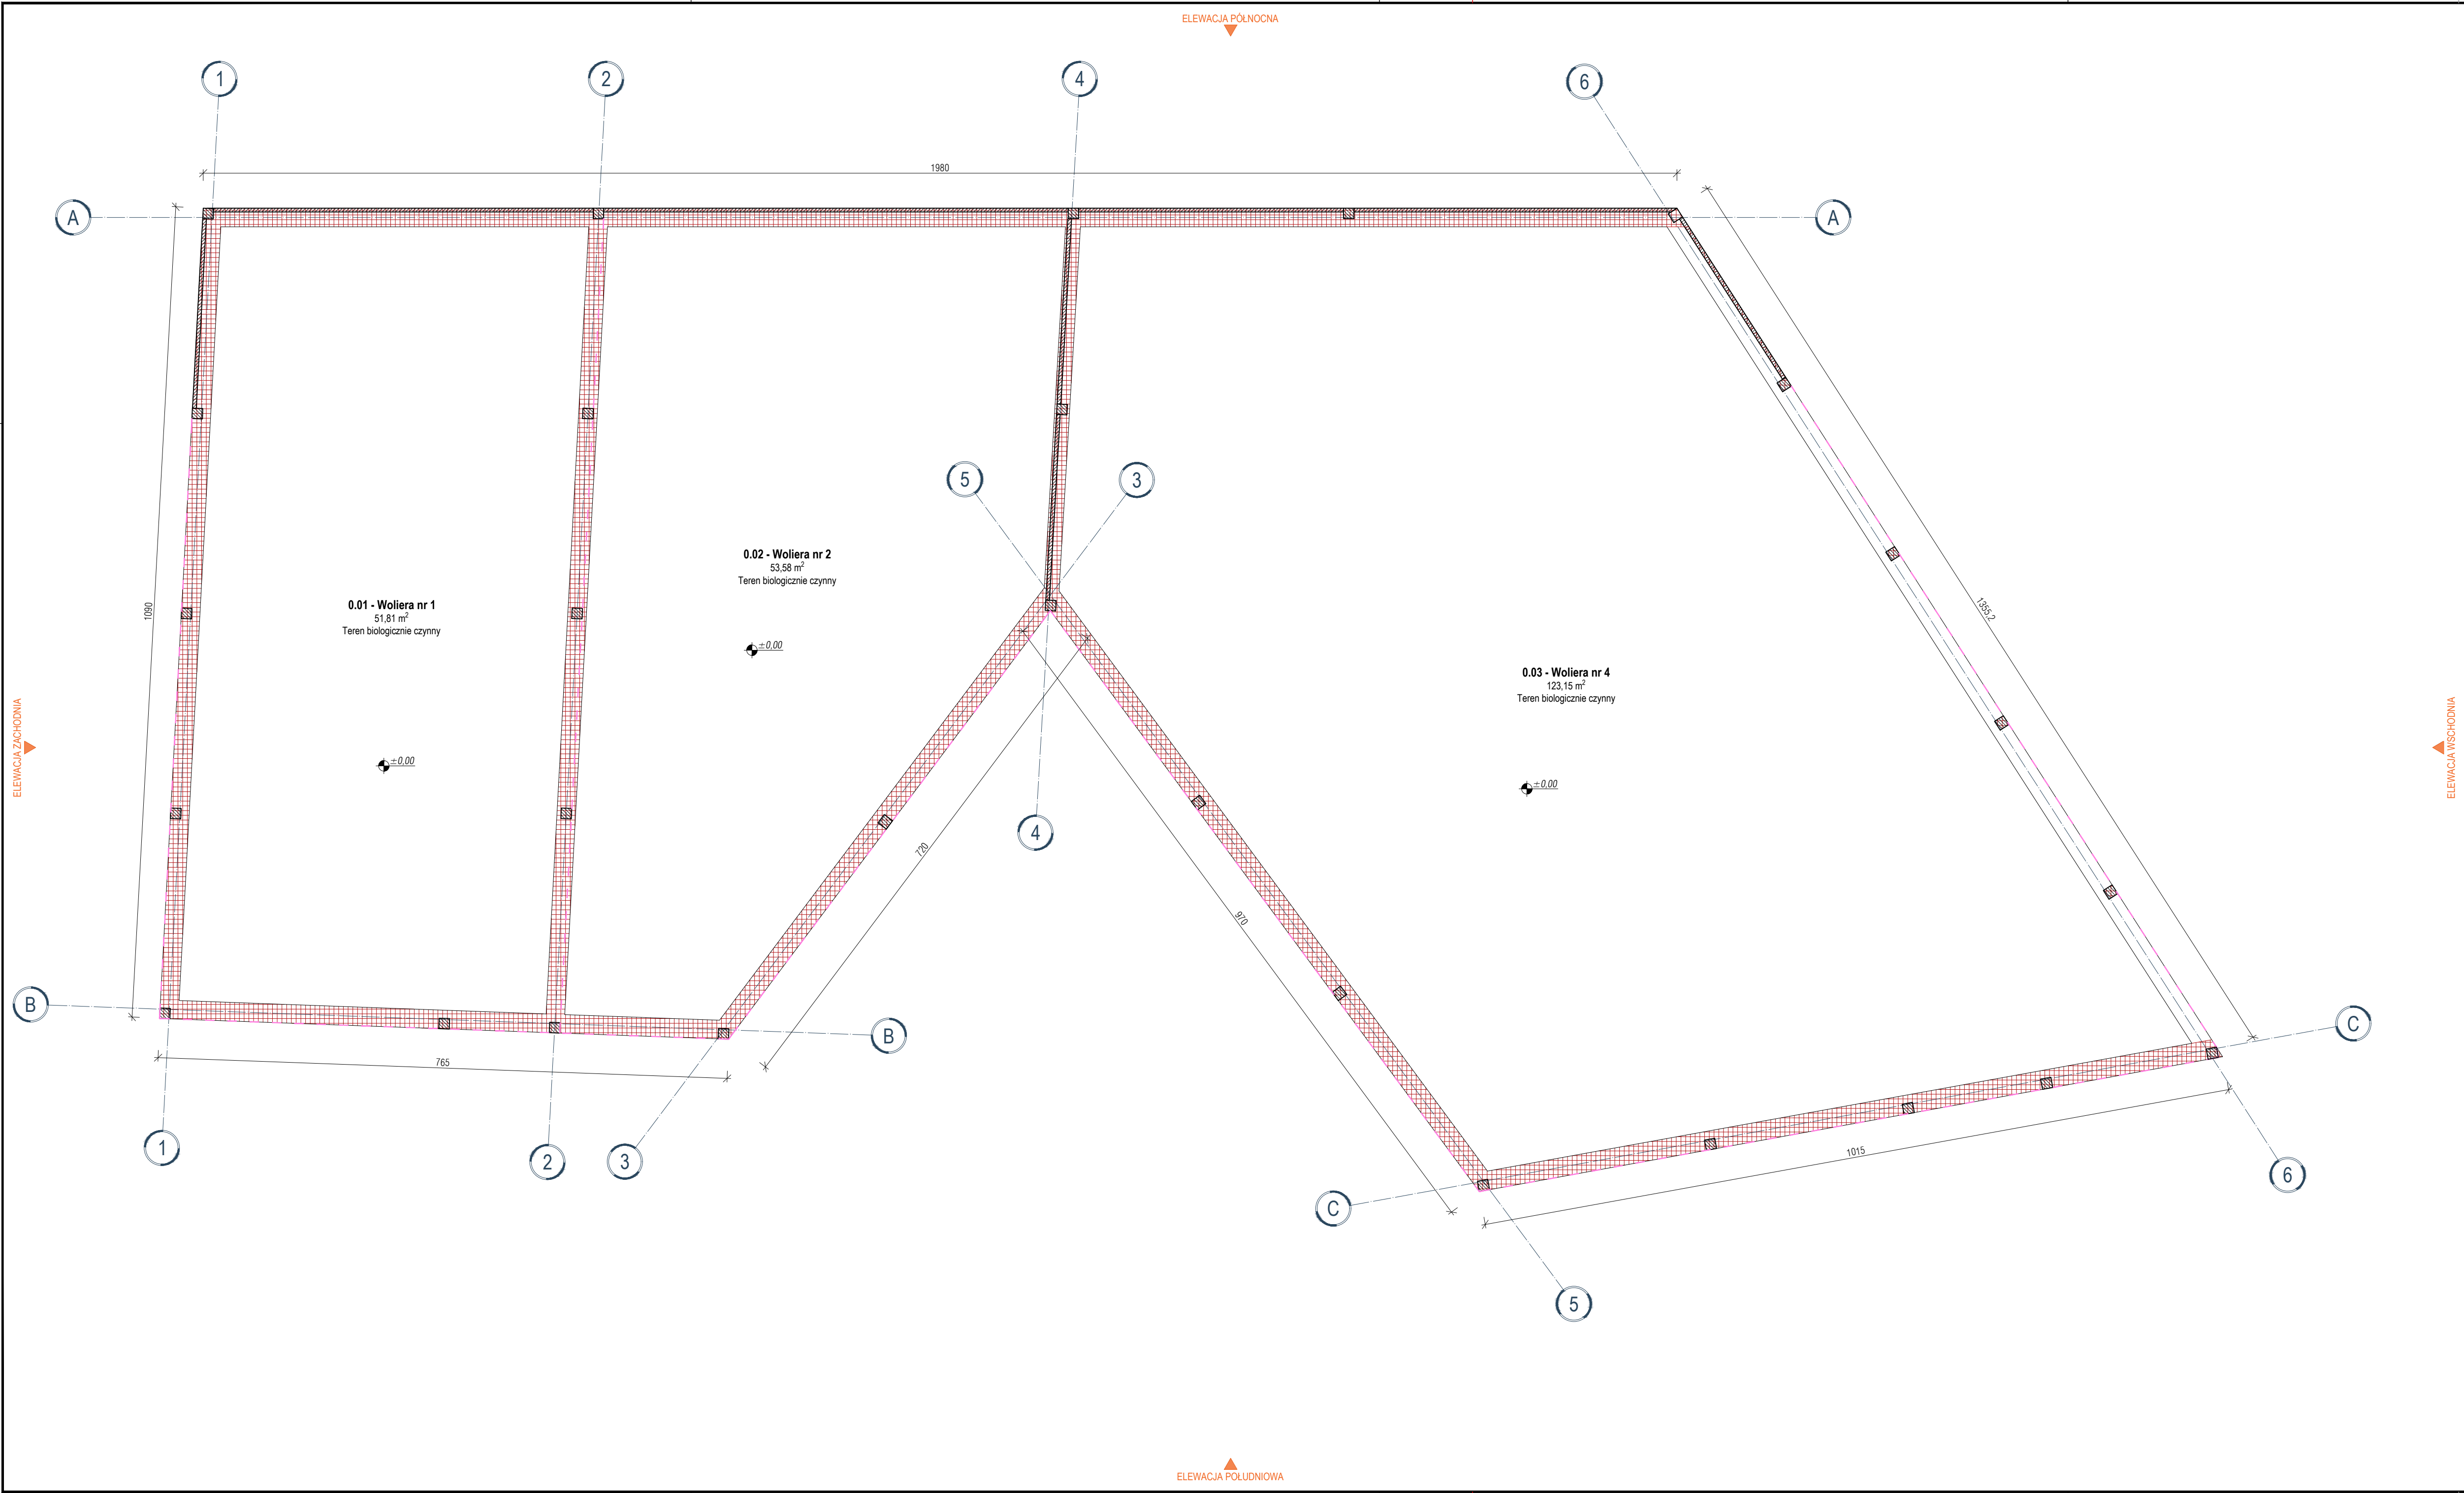 ELEWACJA PÓŁNOCNA
1
2
4
6
1980
A
A
5
3
0.02 - Woliera nr 2
53,58 m²
Teren biologicznie czynny
0.01 - Woliera nr 1
51,81 m²
Teren biologicznie czynny
1090
1355,2
±0,00
0.03 - Woliera nr 4
123,15 m²
Teren biologicznie czynny
ELEWACJA ZACHODNIA
ELEWACJA WSCHODNIA
±0,00
±0,00
4
720
970
B
B
C
765
1
2
3
1015
6
C
5
ELEWACJA POŁUDNIOWA